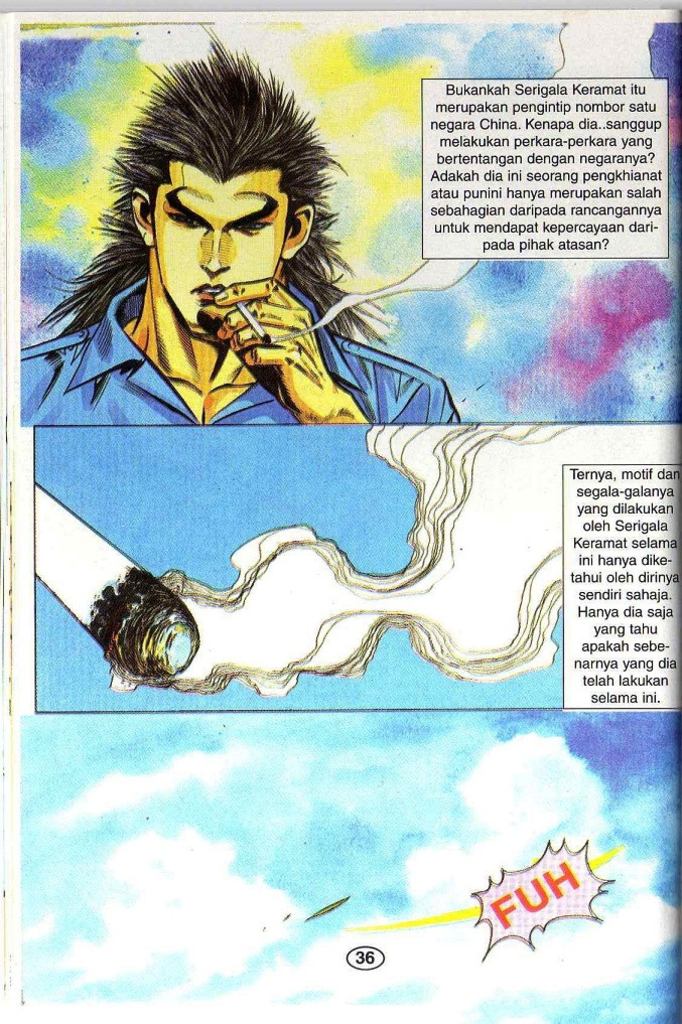 Bukankah Serigala Keramat itu
merupakan pengintip nombor satu
negara China. Kenapa dia..sanggup
melakukan perkara-perkara yang
bertentangan dengan negaranya?
Adakah dia ini seorang pengkhianat
atau punini hanya merupakan salah
sebahagian daripada rancangannya
untuk mendapat kepercayaan dari-
pada pihak atasan?
Ternya, motif dan
segala-galanya
yang dilakukan
oleh Serigala
Keramat selama
ini hanya dike-
tahui oleh dirinya
sendiri sahaja.
Hanya dia saja
yang tahu
apakah sebe-
narnya yang dia
telah lakukan
selama ini.
FUH
36